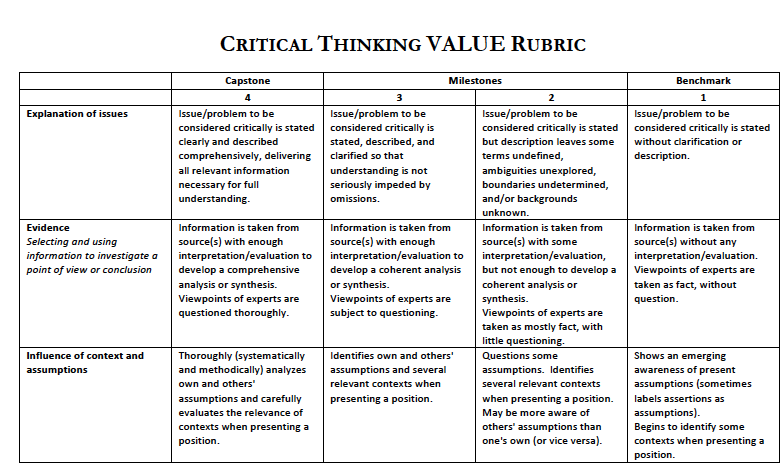 CRITICAL THINKING VALUE RUBRIC
Capstone
Milestones
Benchmark
4
3
2
1
Explanation of issues
Issue/problem to be
considered critically is stated
clearly and described
comprehensively, delivering
all relevant information
necessary for full
understanding.
Issue/problem to be
considered critically is
stated, described, and
clarified so that
understanding is not
seriously impeded by
omissions.
Issue/problem to be
considered critically is stated
but description leaves some
terms undefined,
ambiguities unexplored,
boundaries undetermined,
and/or backgrounds
unknown.
Issue/problem to be
considered critically is stated
without clarification or
description.
Evidence
Selecting and using
information to investigate a
point of view or conclusion
Information is taken from
source(s) with enough
interpretation/evaluation to
develop a comprehensive
analysis or synthesis.
Viewpoints of experts are
questioned thoroughly.
Information is taken from
source(s) with enough
interpretation/evaluation to
develop a coherent analysis
or synthesis.
Viewpoints of experts are
subject to questioning.
Information is taken from
source(s) with some
interpretation/evaluation,
but not enough to develop a
coherent analysis or
synthesis.
Viewpoints of experts are
taken as mostly fact, with
little questioning.
Information is taken from
source(s) without any
interpretation/evaluation.
Viewpoints of experts are
taken as fact, without
question.
Influence of context and
assumptions
Thoroughly (systematically
and methodically) analyzes
own and others'
assumptions and carefully
evaluates the relevance of
contexts when presenting a
position.
Identifies own and others'
assumptions and several
relevant contexts when
presenting a position.
Questions some
assumptions. Identifies
several relevant contexts
when presenting a position.
May be more aware of
others' assumptions than
one's own (or vice versa).
Shows an emerging
awareness of present
assumptions (sometimes
labels assertions as
assumptions).
Begins to identify some
contexts when presenting a
position.